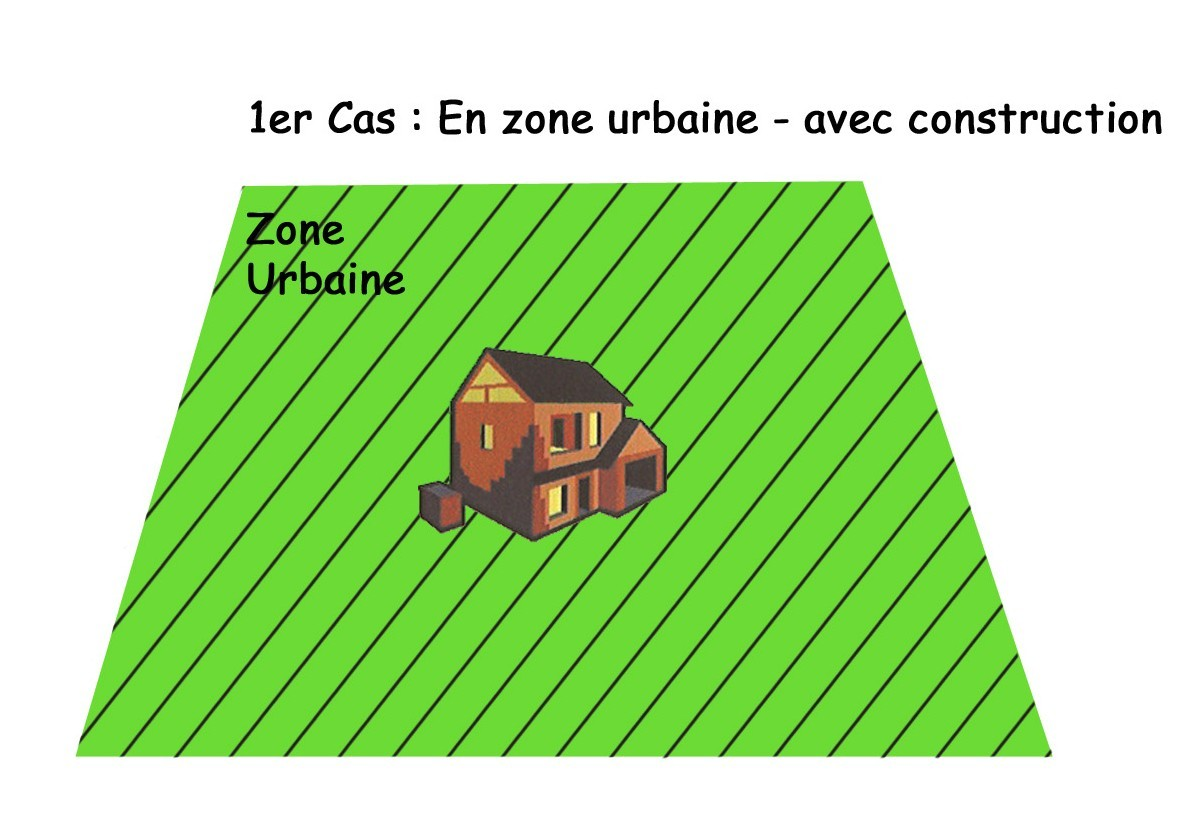 1er Cas : En zone urbaine - avec construction
Zone
Urbaine